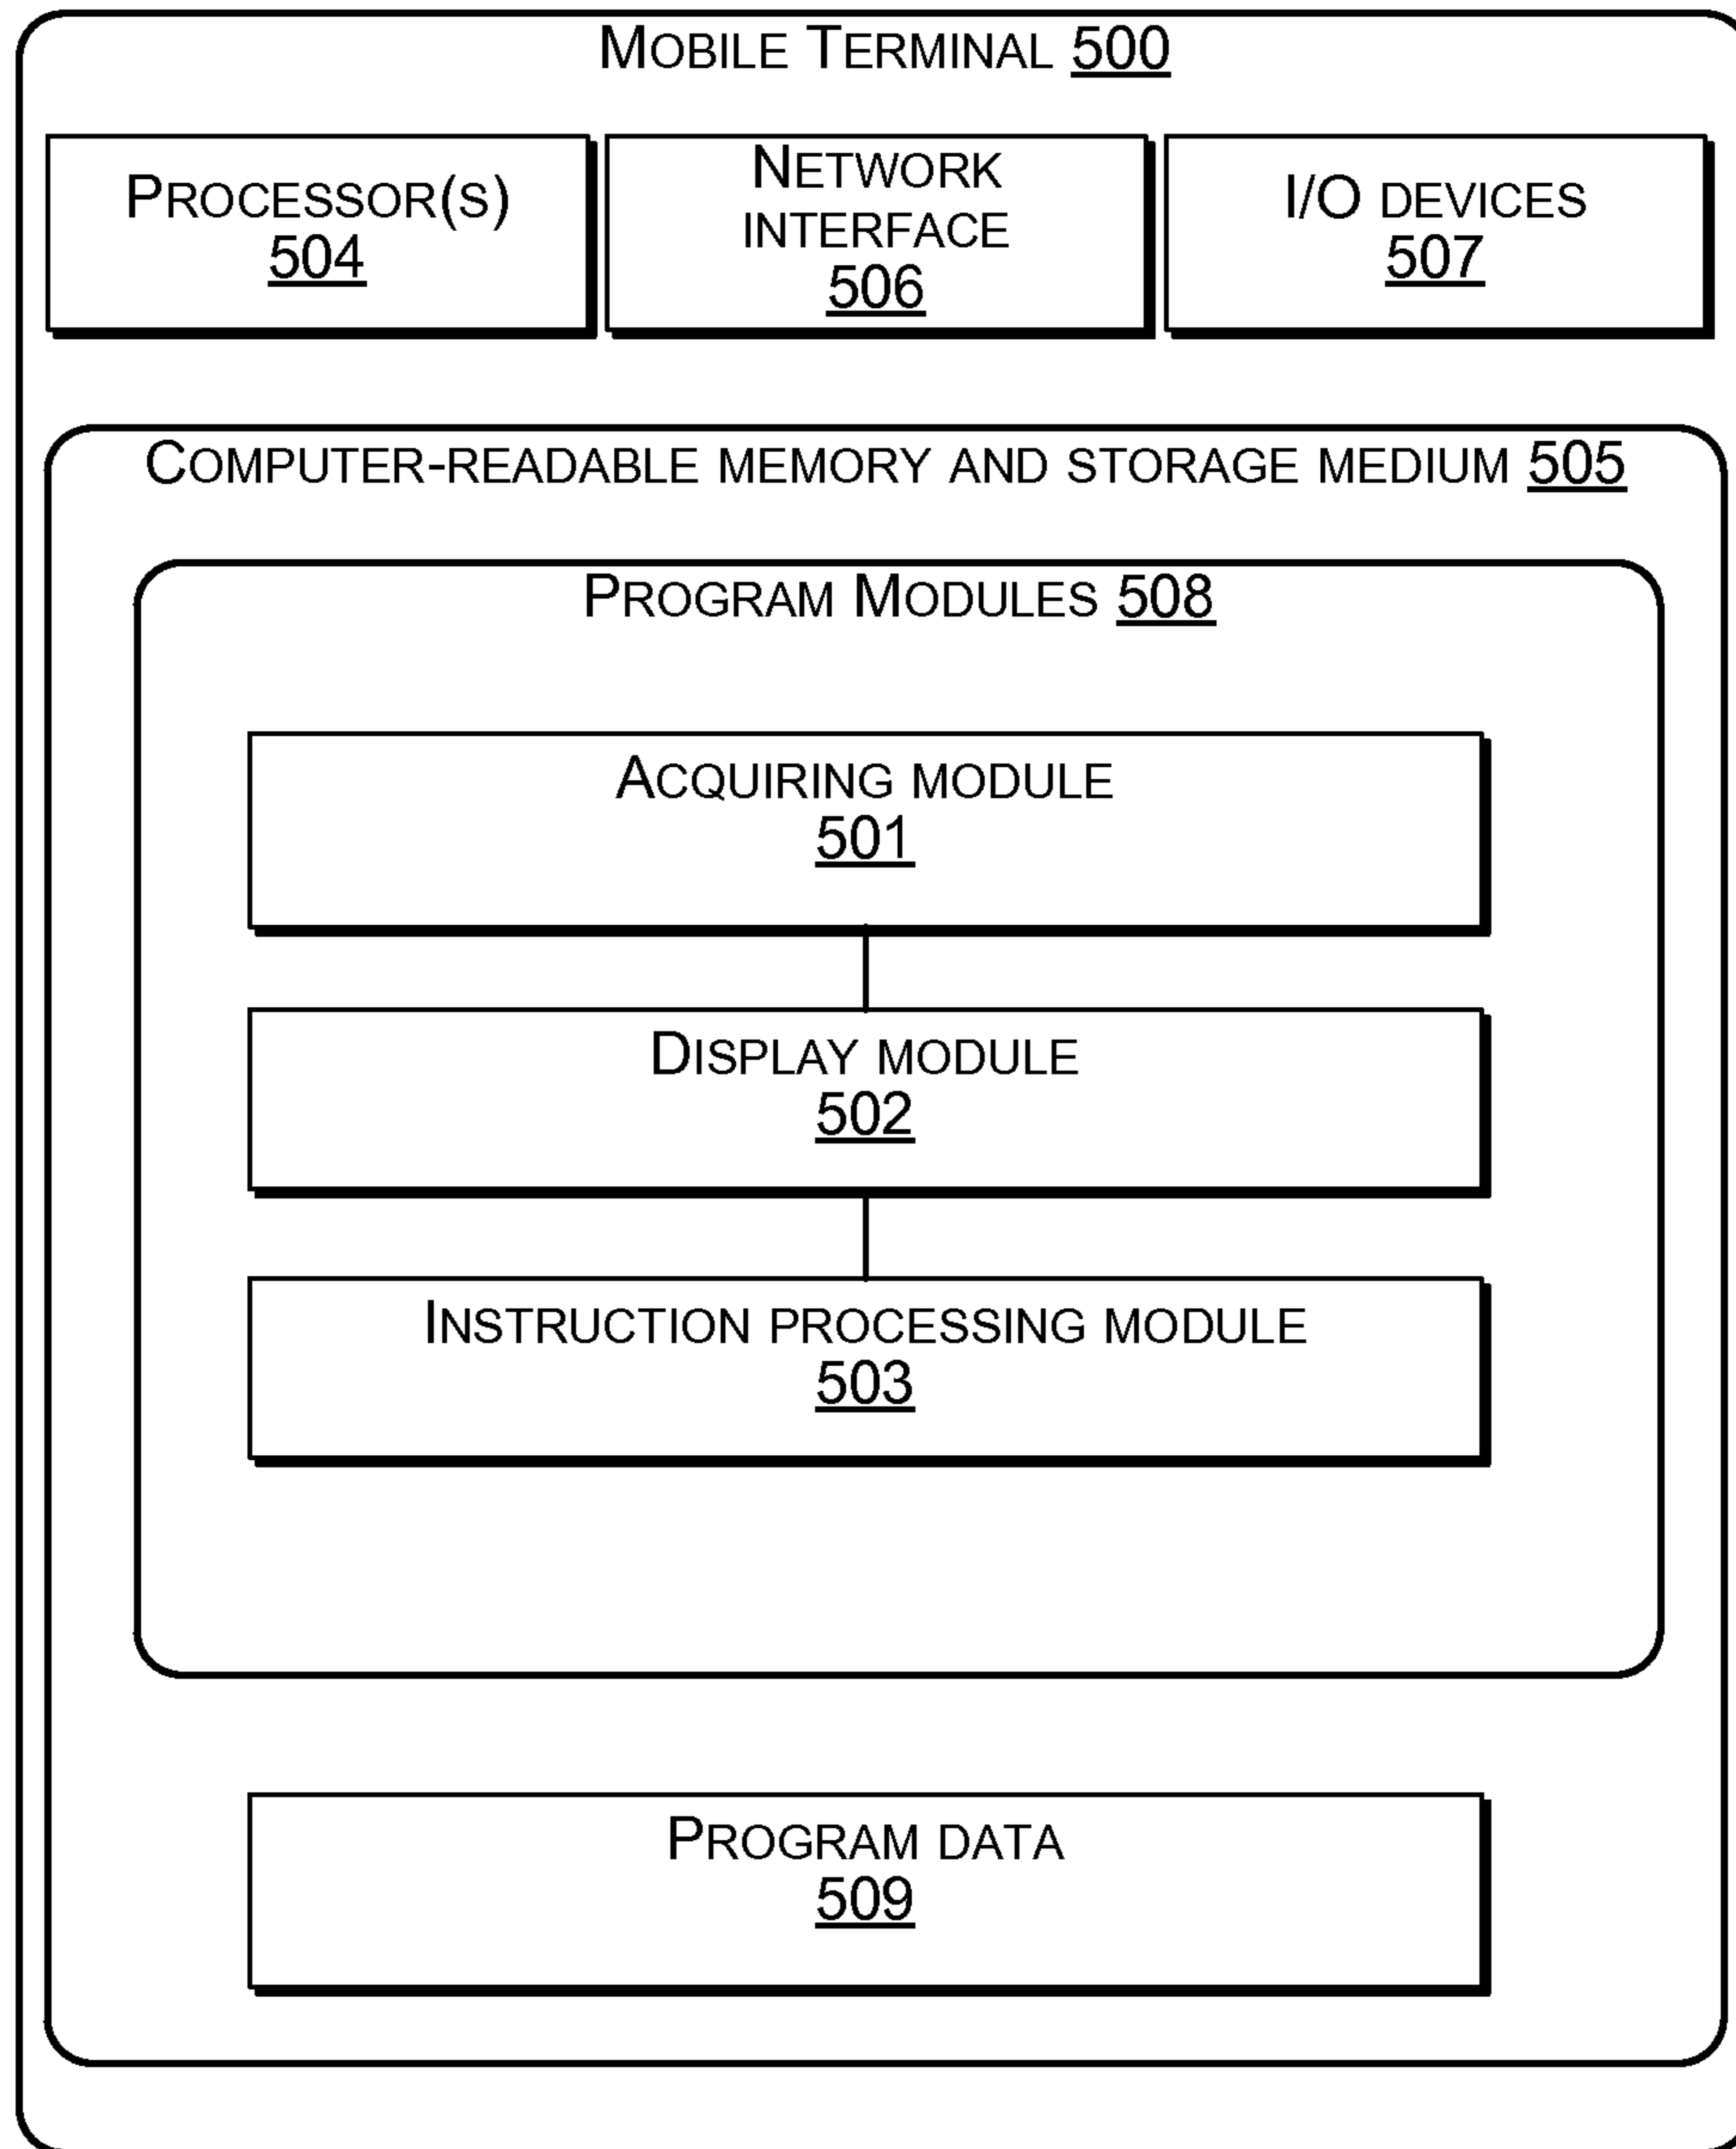 MOBILE TERMINAL 500
PROCESSOR(S)
504
NETWORK
INTERFACE
506
I/O DEVICES
507
COMPUTER-READABLE MEMORY AND STORAGE MEDIUM 505
PROGRAM MODULES 508
ACQUIRING MODULE
501
DISPLAY MODULE
502
INSTRUCTION PROCESSING MODULE
503
PROGRAM DATA
509